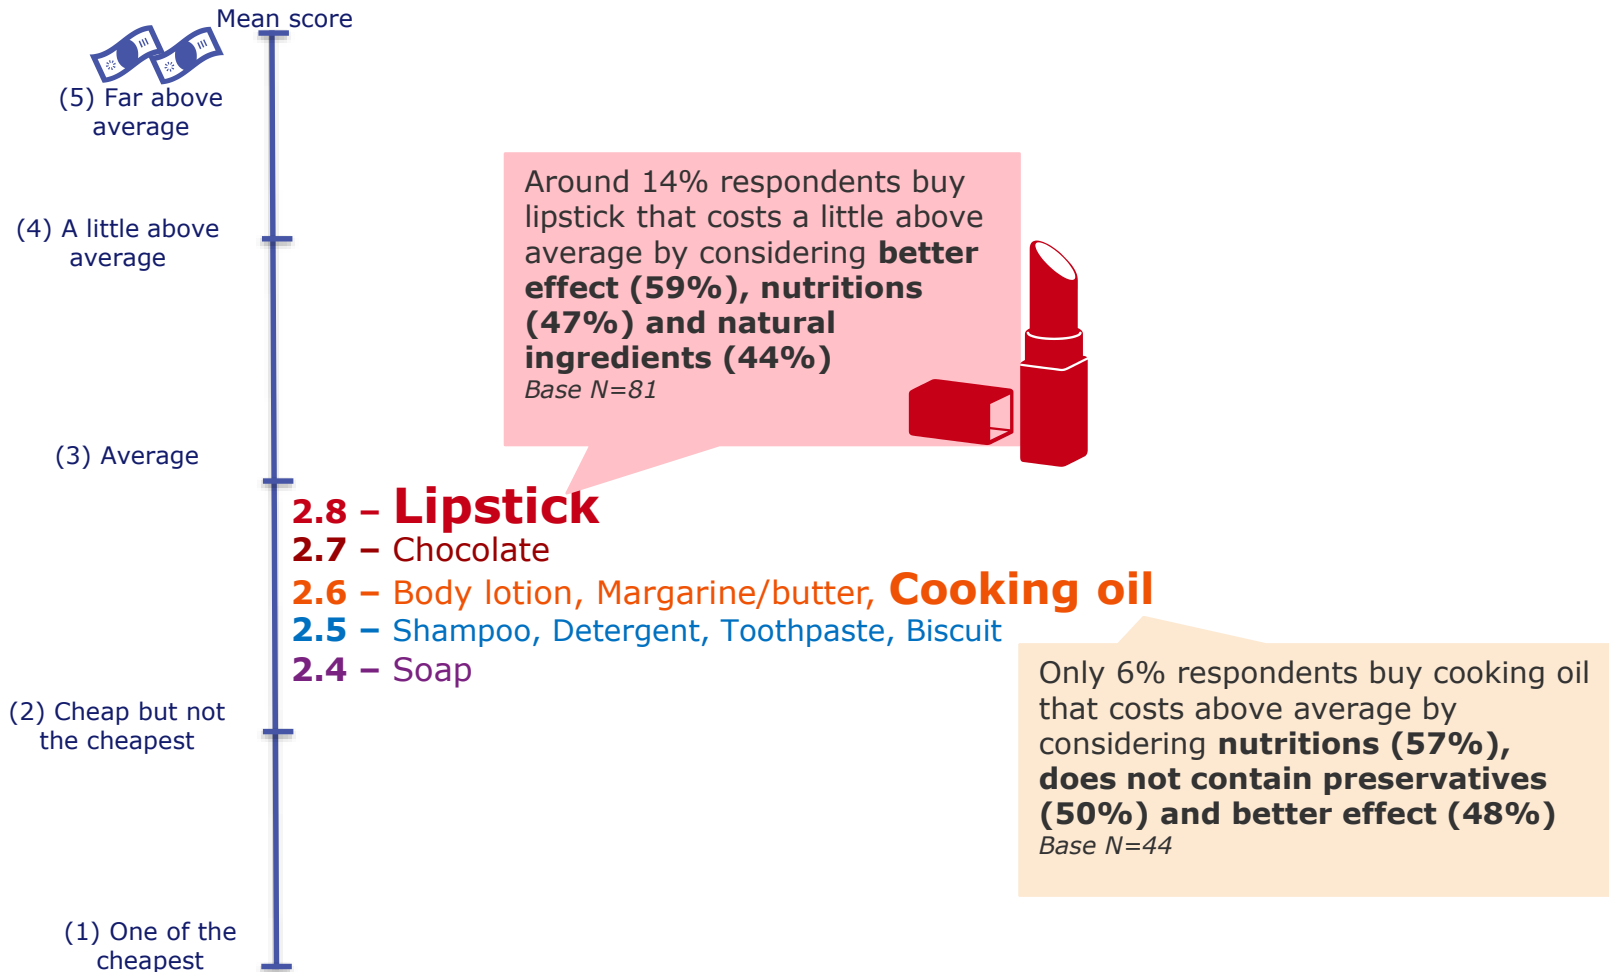 Mean score
(5) Far above
average
(4) A little above
average
(3) Average
(2) Cheap but not
the cheapest
(1) One of the
cheapest
Around 14% respondents buy
lipstick that costs a little above
average by considering better
effect (59%), nutritions
(47%) and natural
ingredients (44%)
Base N=81
2.8 – Lipstick
2.7 – Chocolate
2.6 – Body lotion, Margarine/butter, Cooking oil
2.5 – Shampoo, Detergent, Toothpaste, Biscuit
2.4 – Soap
Only 6% respondents buy cooking oil
that costs above average by
considering nutritions (57%),
does not contain preservatives
(50%) and better effect (48%)
Base N=44